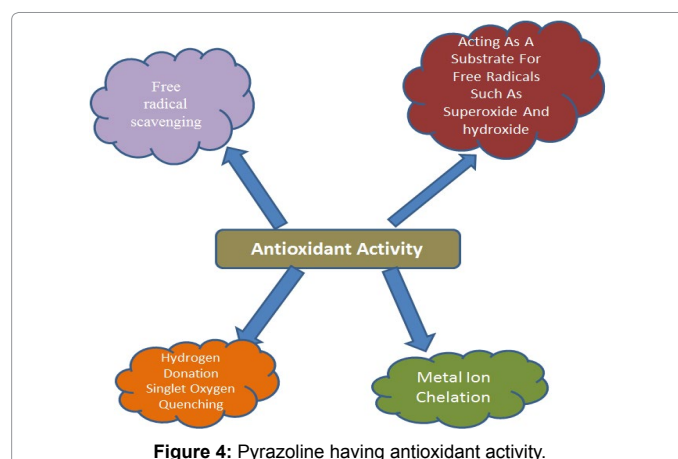 Free
radical
scavenging
Acting As A
Substrate For
Free Radicals
Such As
Superoxide And
hydroxide
Antioxidant Activity
Hydrogen
Donation
Singlet Oxygen
Quenching
Metal Ion
Chelation
Figure 4: Pyrazoline having antioxidant activity.